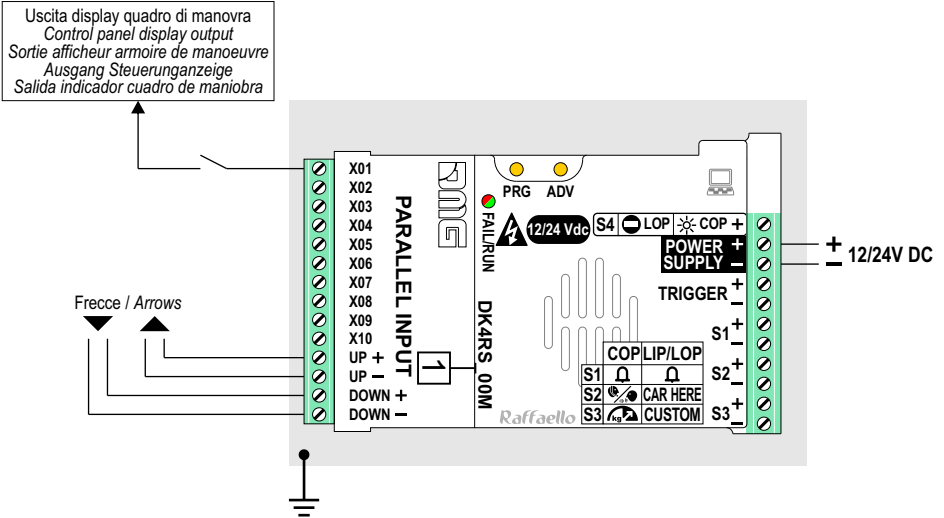 Uscita display quadro di manovra
Control panel display output
Sortie afficheur armoire de manoeuvre
Ausgang Steuerunganzeige
Salida indicador cuadro de maniobra
X01
X02
X03
X04
X05
X06
X07
X08
X09
X10
UP +
UP −
DOWN +
DOWN −
Frecce / Arrows
PARALLEL INPUT
1
DMG
FAIL/RUN
DK4RS 00M
PRG ADV
12/24 Vdc
S4 LOP COP +
POWER +
SUPPLY −
TRIGGER + −
S1 + −
S2 + −
S3 + −
COP LIP/LOP
S1
S2 CAR HERE
S3 kg CUSTOM
Raffaello
+
− 12/24V DC